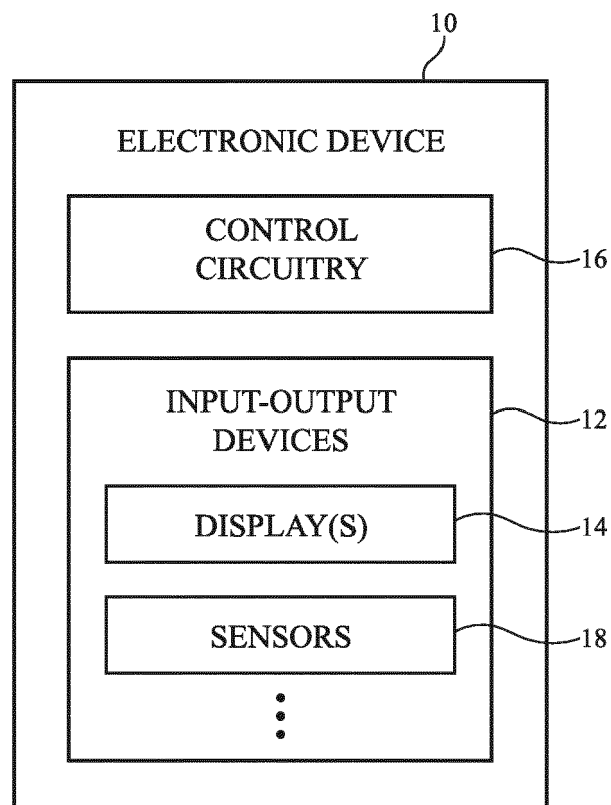 10
ELECTRONIC DEVICE
CONTROL
CIRCUITRY
16
INPUT-OUTPUT
DEVICES
12
DISPLAY(S)
14
SENSORS
18